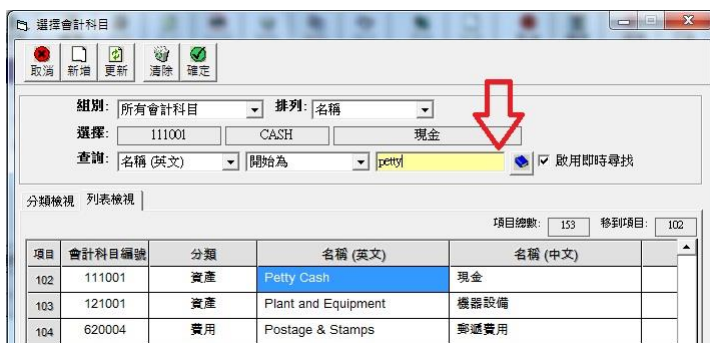 選擇會計科目
取消 新增 更新 清除 確定
組別: 所有會計科目 排列: 名稱
選擇: 111001 CASH 現金
查詢: 名稱 (英文) 開始為 petty 啟用即時尋找
分類檢視 列表檢視
項目總數: 153 移到項目: 102
項目 會計科目編號 分類 名稱 (英文) 名稱 (中文)
102 111001 資產 Petty Cash 現金
103 121001 資產 Plant and Equipment 機器設備
104 620004 費用 Postage & Stamps 郵遞費用